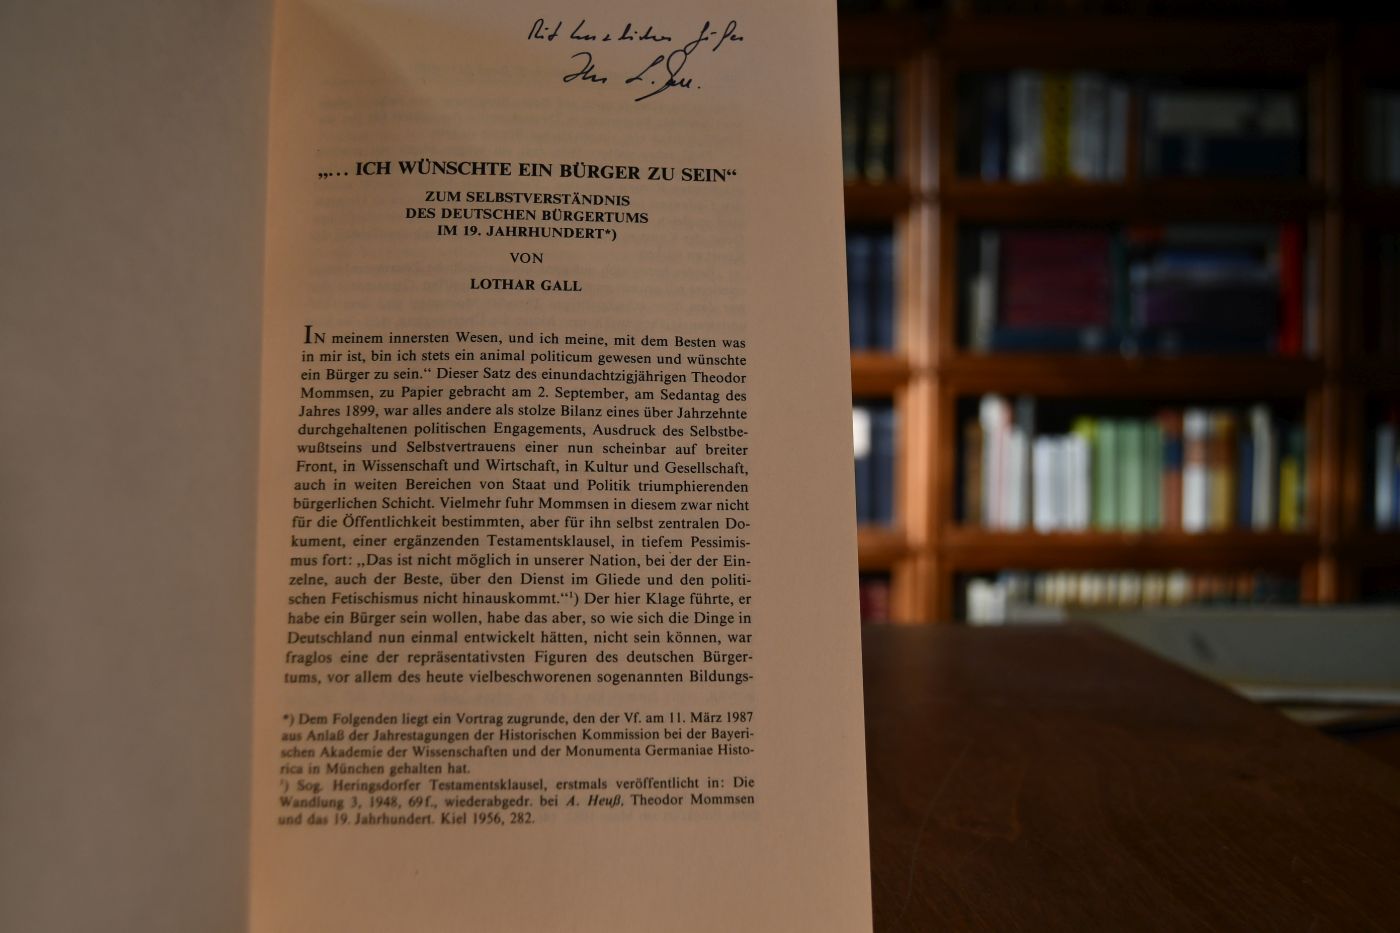 Mit herzlichen Grüßen
Ihr L. Gall.
„... ICH WÜNSCHTE EIN BÜRGER ZU SEIN“
ZUM SELBSTVERSTÄNDNIS
DES DEUTSCHEN BÜRGERTUMS
IM 19. JAHRHUNDERT*)
VON
LOTHAR GALL
IN meinem innersten Wesen, und ich meine, mit dem Besten was
in mir ist, bin ich stets ein animal politicum gewesen und wünschte
ein Bürger zu sein.“ Dieser Satz des einundachtzigjährigen Theodor
Mommsen, zu Papier gebracht am 2. September, am Sedantag des
Jahres 1899, war alles andere als stolze Bilanz eines über Jahrzehnte
durchgehaltenen politischen Engagements, Ausdruck des Selbstbe-
wußtseins und Selbstvertrauens einer nun scheinbar auf breiter
Front, in Wissenschaft und Wirtschaft, in Kultur und Gesellschaft,
auch in weiten Bereichen von Staat und Politik triumphierenden
bürgerlichen Schicht. Vielmehr fuhr Mommsen in diesem zwar nicht
für die Öffentlichkeit bestimmten, aber für ihn selbst zentralen Do-
kument, einer ergänzenden Testamentsklausel, in tiefem Pessimis-
mus fort: „Das ist nicht möglich in unserer Nation, bei der der Ein-
zelne, auch der Beste, über den Dienst im Gliede und den politi-
schen Fetischismus nicht hinauskommt.“¹) Der hier Klage führte, er
habe ein Bürger sein wollen, habe das aber, so wie sich die Dinge in
Deutschland nun einmal entwickelt hätten, nicht sein können, war
fraglos eine der repräsentativsten Figuren des deutschen Bürger-
tums, vor allem des heute vielbeschworenen sogenannten Bildungs-
*) Dem Folgenden liegt ein Vortrag zugrunde, den der Vf. am 11. März 1987
aus Anlaß der Jahrestagungen der Historischen Kommission bei der Bayeri-
schen Akademie der Wissenschaften und der Monumenta Germaniae Histo-
rica in München gehalten hat.
¹) Sog. Heringsdorfer Testamentsklausel, erstmals veröffentlicht in: Die
Wandlung 3, 1948, 69f., wiederabgedr. bei A. Heuß, Theodor Mommsen
und das 19. Jahrhundert. Kiel 1956, 282.